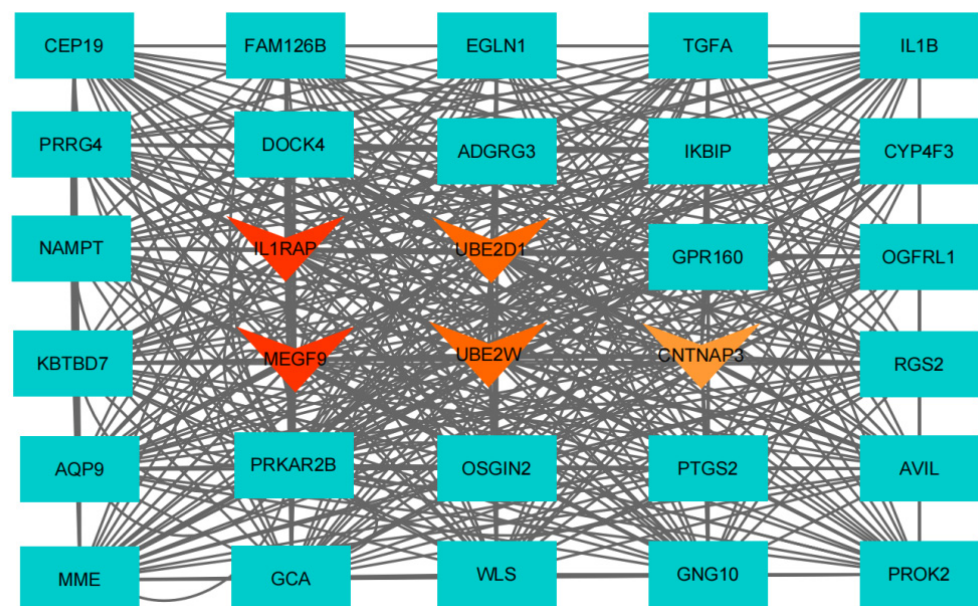 CEP19 FAM126B EGLN1 TGFA IL1B
PRRG4 DOCK4 ADGRG3 IKBIP CYP4F3
NAMPT IL1RAP UBE2D1 GPR160 OGFRL1
KBTBD7 MEGF9 UBE2W CNTNAP3 RGS2
AQP9 PRKAR2B OSGIN2 PTGS2 AVIL
MME GCA WLS GNG10 PROK2